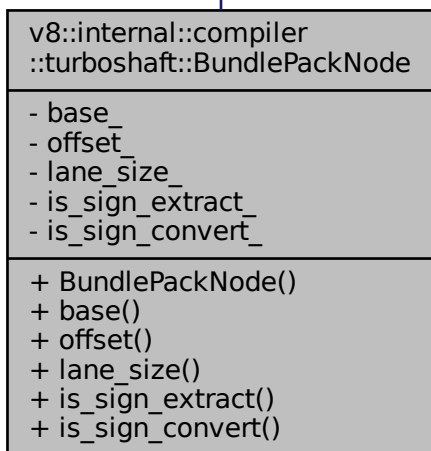 v8::internal::compiler
::turboshaft::BundlePackNode
- base_
- offset_
- lane_size_
- is_sign_extract_
- is_sign_convert_
+ BundlePackNode()
+ base()
+ offset()
+ lane_size()
+ is_sign_extract()
+ is_sign_convert()